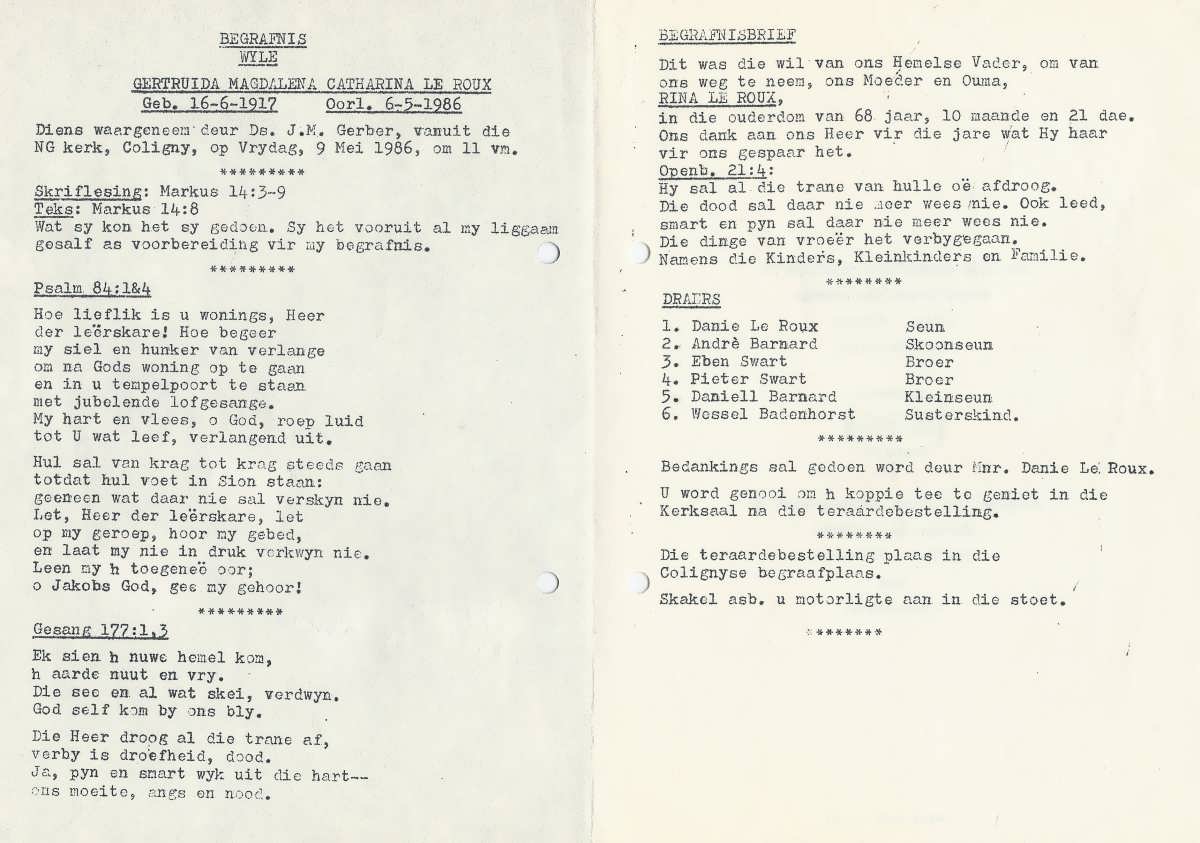 BEGRAFNIS
WYLE
GERTRUIDA MAGDALENA CATHARINA LE ROUX
Geb. 16-6-1917 Oorl. 6-5-1986
Diens waargeneem deur Ds. J.M. Gerber, vanuit die
NG kerk, Coligny, op Vrydag, 9 Mei 1986, om 11 vm.
*********
Skriflesing: Markus 14:3-9
Teks: Markus 14:8
Wat sy kon het sy gedoen. Sy het vooruit al my liggaam
gesalf as voorbereiding vir my begrafnis.
*********
Psalm 84:1&4
Hoe lieflik is u wonings, Heer
der leërskare! Hoe begeer
my siel en hunker van verlange
om na Gods woning op te gaan
en in u tempelpoort te staan
met jubelende lofgesange.
My hart en vlees, o God, roep luid
tot U wat leef, verlangend uit.
Hul sal van krag tot krag steeds gaan
totdat hul voet in Sion staan:
geeneen wat daar nie sal verskyn nie.
Let, Heer der leërskare, let
op my geroep, hoor my gebed,
en laat my nie in druk verkwyn nie.
Leen my h toegeneë oor;
o Jakobs God, gee my gehoor!
*********
Gesang 177:1,3
Ek sien h nuwe hemel kom,
h aarde nuut en vry.
Die see en al wat skei, verdwyn.
God self kom by ons bly.
Die Heer droog al die trane af,
verby is droefheid, dood.
Ja, pyn en smart wyk uit die hart--
ons moeite, angs en nood.
BEGRAFNISBRIEF
Dit was die wil van ons Hemelse Vader, om van
ons weg te neem, ons Moeder en Ouma,
RINA LE ROUX,
in die ouderdom van 68 jaar, 10 maande en 21 dae.
Ons dank aan ons Heer vir die jare wat Hy haar
vir ons gespaar het.
Openb. 21:4:
Hy sal al die trane van hulle oë afdroog.
Die dood sal daar nie meer wees nie. Ook leed,
smart en pyn sal daar nie meer wees nie.
Die dinge van vroeër het verbygegaan.
Namens die Kinders, Kleinkinders en Familie.
********
DRAERS
1. Danie Le Roux Seun
2. Andrè Barnard Skoonseun
3. Eben Swart Broer
4. Pieter Swart Broer
5. Daniell Barnard Kleinseun
6. Wessel Badenhorst Susterskind.
*********
Bedankings sal gedoen word deur Mnr. Danie Le Roux.
U word genooi om h koppie tee te geniet in die
Kerksaal na die teraardebestelling.
********
Die teraardebestelling plaas in die
Colignyse begraafplaas.
Skakel asb. u motorligte aan in die stoet.
********